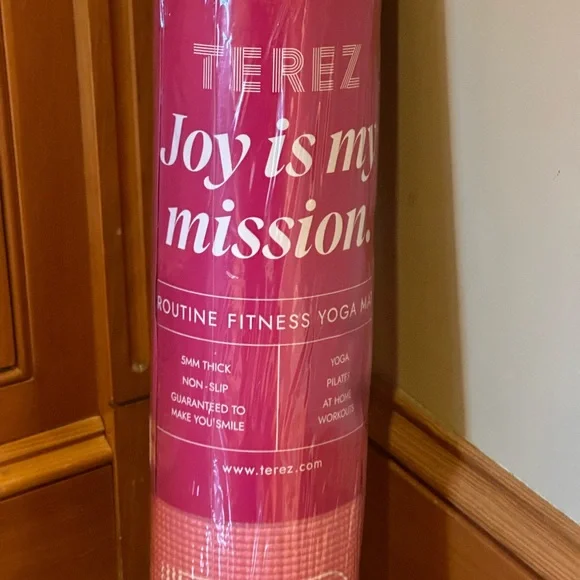 TEREZ
Joy is my
mission.
ROUTINE FITNESS YOGA MAT
5MM THICK
NON-SLIP
GUARANTEED TO
MAKE YOU SMILE
YOGA
PILATES
AT HOME
WORKOUTS
www.terez.com